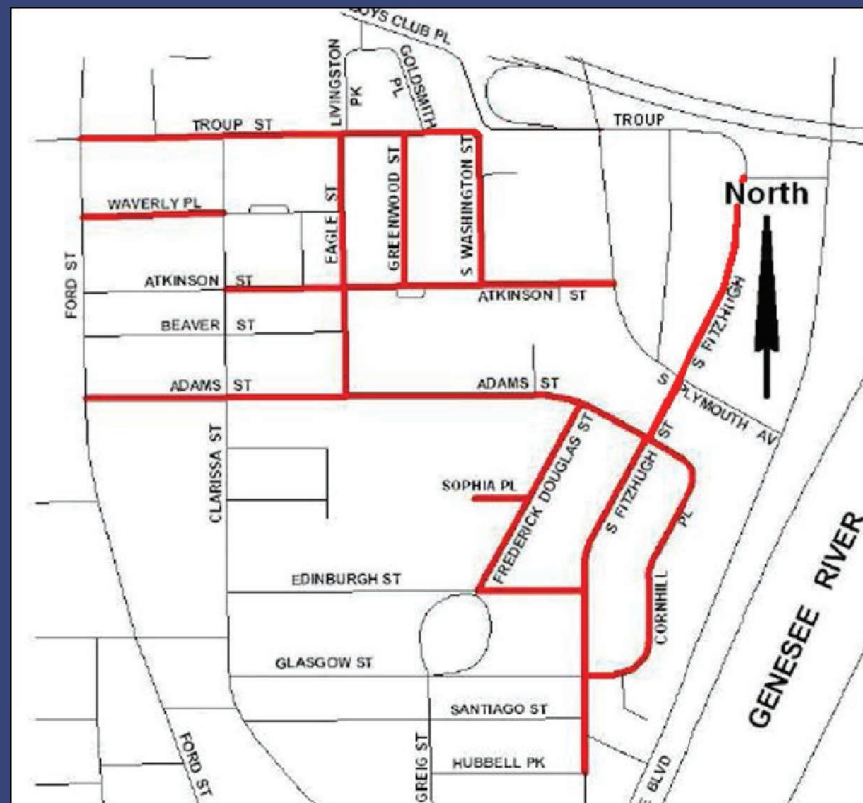 OYS CLUB PL
LIVINGSTON
PK
GOLDSMITH
PL
TROUP ST
TROUP
North
WAVERLY PL
EAGLE ST
GREENWOOD ST
S WASHINGTON ST
FORD ST
ATKINSON ST
ATKINSON ST
S FITZHUGH
BEAVER ST
ADAMS ST
ADAMS ST
S PLYMOUTH AV
CLARISSA ST
SOPHIA PL
FREDERICK DOUGLAS ST
S FITZHUGH ST
CORNHILL PL
EDINBURGH ST
GENESEE RIVER
GLASGOW ST
SANTIAGO ST
FORD ST
GREIG ST
HUBBELL PK
E BLVD